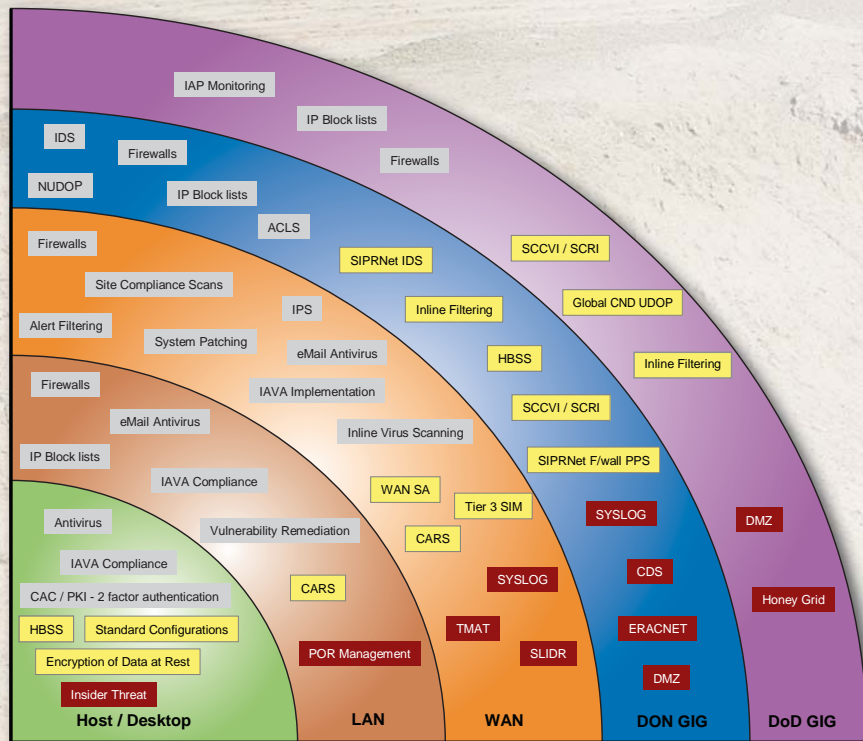 IAP Monitoring
IP Block lists
Firewalls
SCCVI / SCRI
Global CND UDOP
Inline Filtering
DMZ
Honey Grid
IDS
Firewalls
NUDOP
IP Block lists
ACLS
SIPRNet IDS
Inline Filtering
HBSS
SCCVI / SCRI
SIPRNet F/wall PPS
SYSLOG
CDS
ERACNET
DMZ
Firewalls
Site Compliance Scans
IPS
Alert Filtering
System Patching
eMail Antivirus
IAVA Implementation
Inline Virus Scanning
WAN SA
Tier 3 SIM
CARS
SYSLOG
TMAT
SLIDR
Firewalls
eMail Antivirus
IP Block lists
IAVA Compliance
Vulnerability Remediation
CARS
POR Management
Antivirus
IAVA Compliance
CAC / PKI - 2 factor authentication
HBSS
Standard Configurations
Encryption of Data at Rest
Insider Threat
Host / Desktop
LAN
WAN
DON GIG
DoD GIG